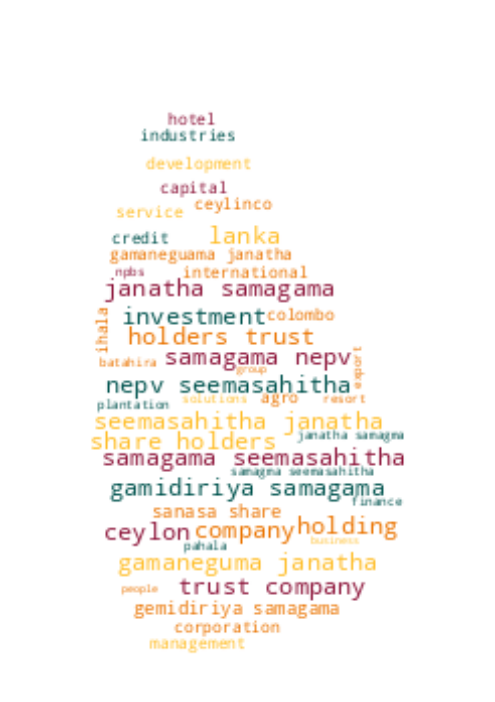 hotel
industries
development
capital
ceylinco
service
credit lanka
gamaneguama janatha
npbs international
janatha samagama
ihala
investment colombo
holders trust
samagama nepv
batahira group export
nepv seemasahitha
plantation solutions agro resort
seemasahitha janatha
share holders janatha samagma
samagama seemasahitha
samagma seemasahitha
gamidiriya samagama
finance
sanasa share
ceylon company holding
pahala business
gamaneguma janatha
people trust company
gemidiriya samagama
corporation
management